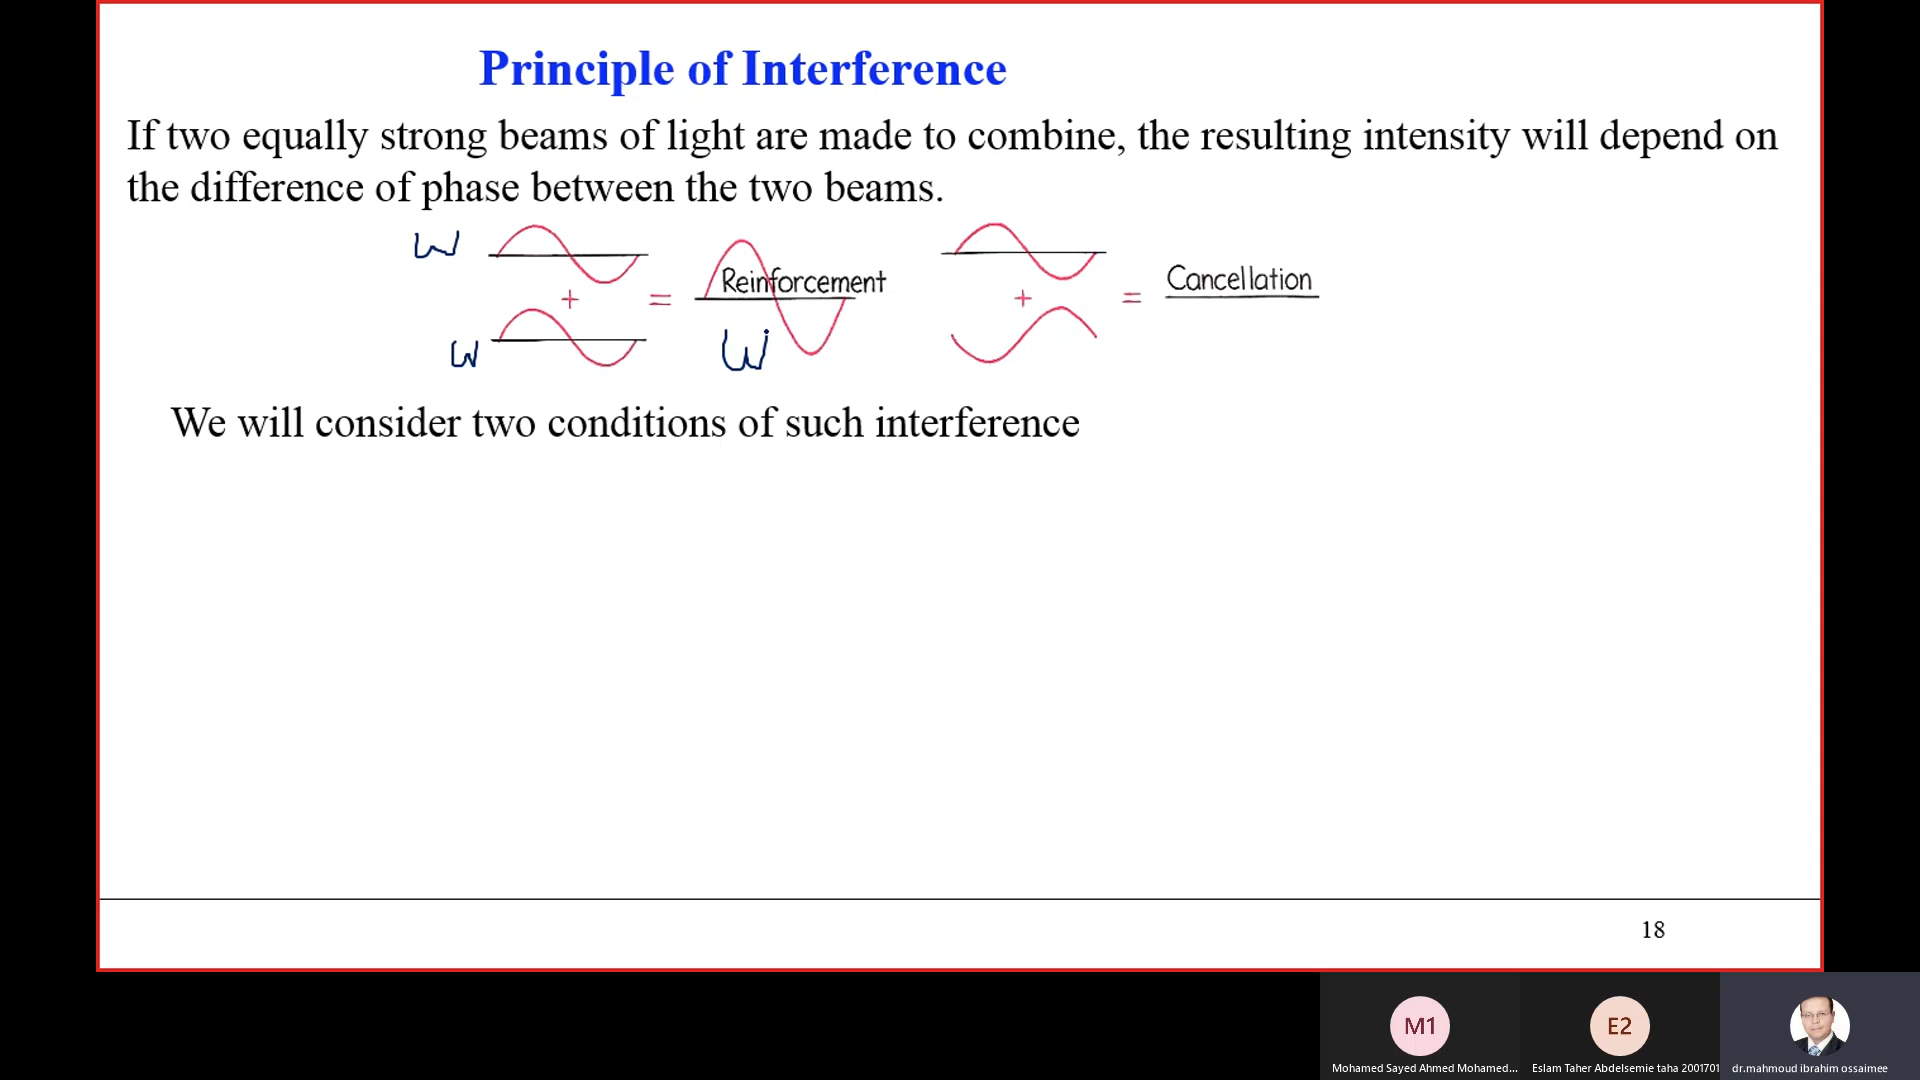 Principle of Interference
If two equally strong beams of light are made to combine, the resulting intensity will depend on
the difference of phase between the two beams.
W
+
W
=
Reinforcement
W
+
=
Cancellation
We will consider two conditions of such interference
18
M1
E2
Mohamed Sayed Ahmed Mohamed...
Eslam Taher Abdelsemie taha 2001701
dr.mahmoud ibrahim ossaimee